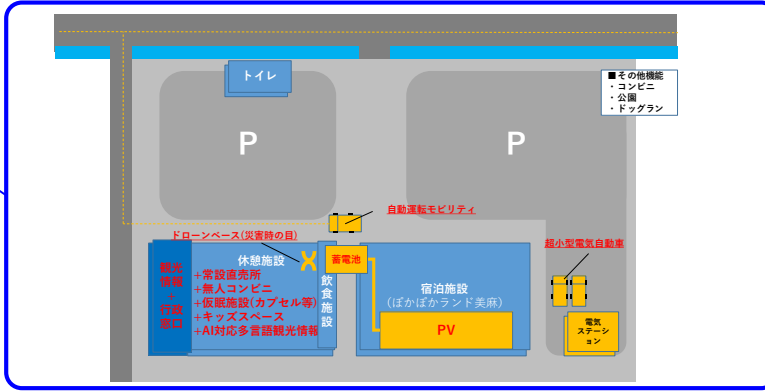 トイレ
■その他機能
・コンビニ
・公園
・ドッグラン
P
P
自動運転モビリティ
ドローンベース(災害時の目)
超小型電気自動車
観光
情報
+
行政
窓口
休憩施設
+常設直売所
+無人コンビニ
+仮眠施設(カプセル等)
+キッズスペース
+AI対応多言語観光情報
飲食施設
蓄電池
宿泊施設
(ぽかぽかランド美麻)
PV
電気
ステーシ
ョン